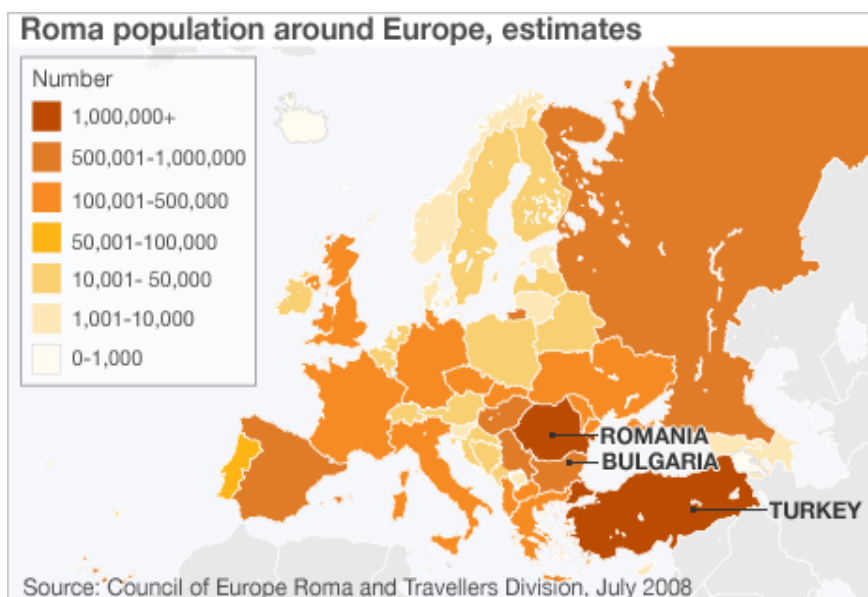 Roma population around Europe, estimates
Number
1,000,000+
500,001-1,000,000
100,001-500,000
50,001-100,000
10,001- 50,000
1,001-10,000
0-1,000
ROMANIA
BULGARIA
TURKEY
Source: Council of Europe Roma and Travellers Division, July 2008